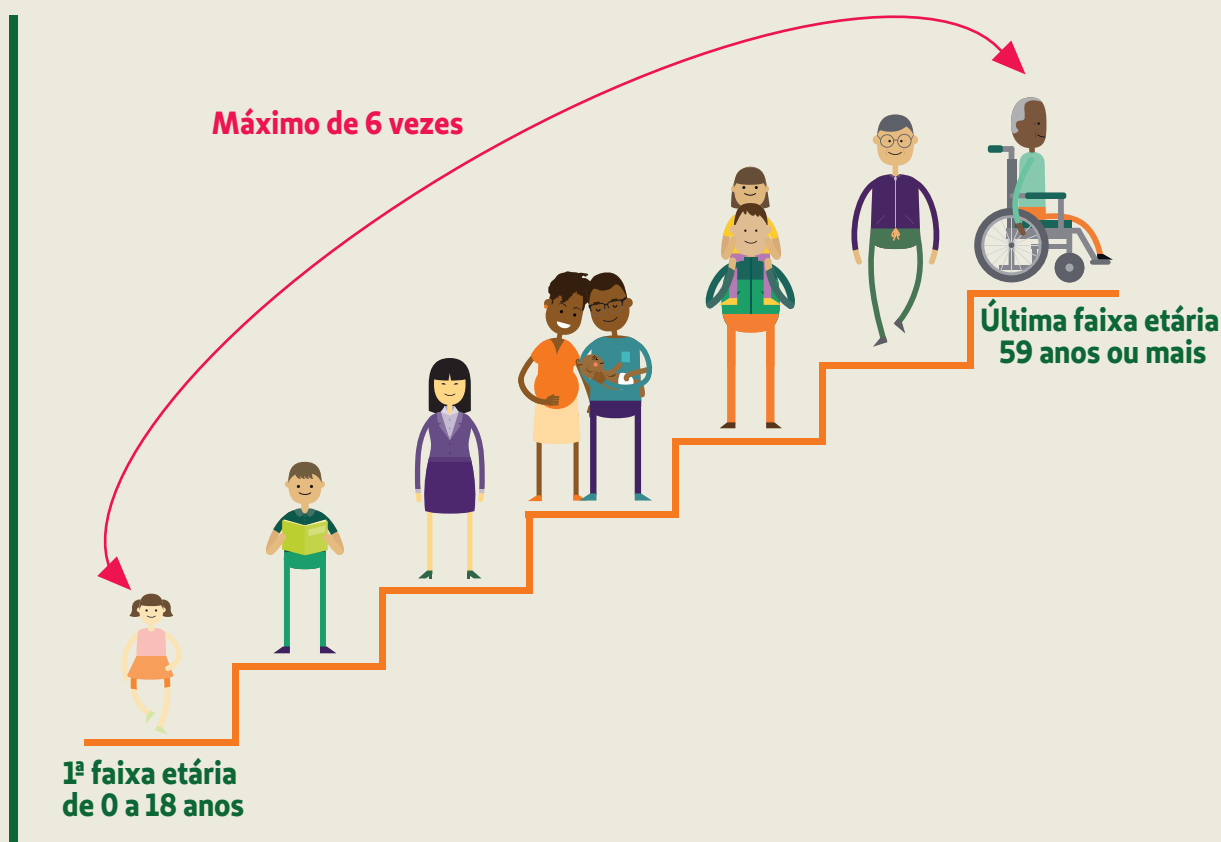 Máximo de 6 vezes
Última faixa etária
59 anos ou mais
1ª faixa etária
de 0 a 18 anos